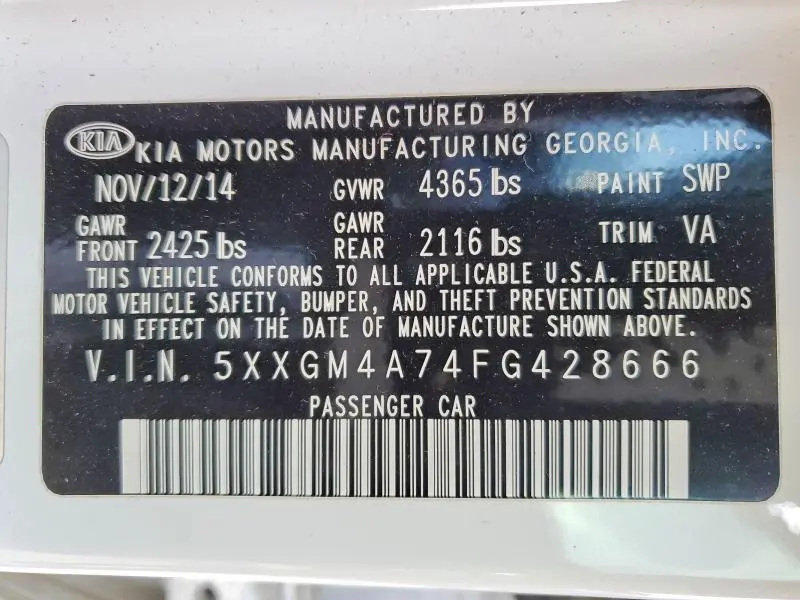 MANUFACTURED BY
KIA KIA MOTORS MANUFACTURING GEORGIA, INC.
NOV/12/14 GVWR 4365 lbs PAINT SWP
GAWR FRONT 2425 lbs GAWR REAR 2116 lbs TRIM VA
THIS VEHICLE CONFORMS TO ALL APPLICABLE U.S.A. FEDERAL
MOTOR VEHICLE SAFETY, BUMPER, AND THEFT PREVENTION STANDARDS
IN EFFECT ON THE DATE OF MANUFACTURE SHOWN ABOVE.
V.I.N. 5XXGM4A74FG428666
PASSENGER CAR